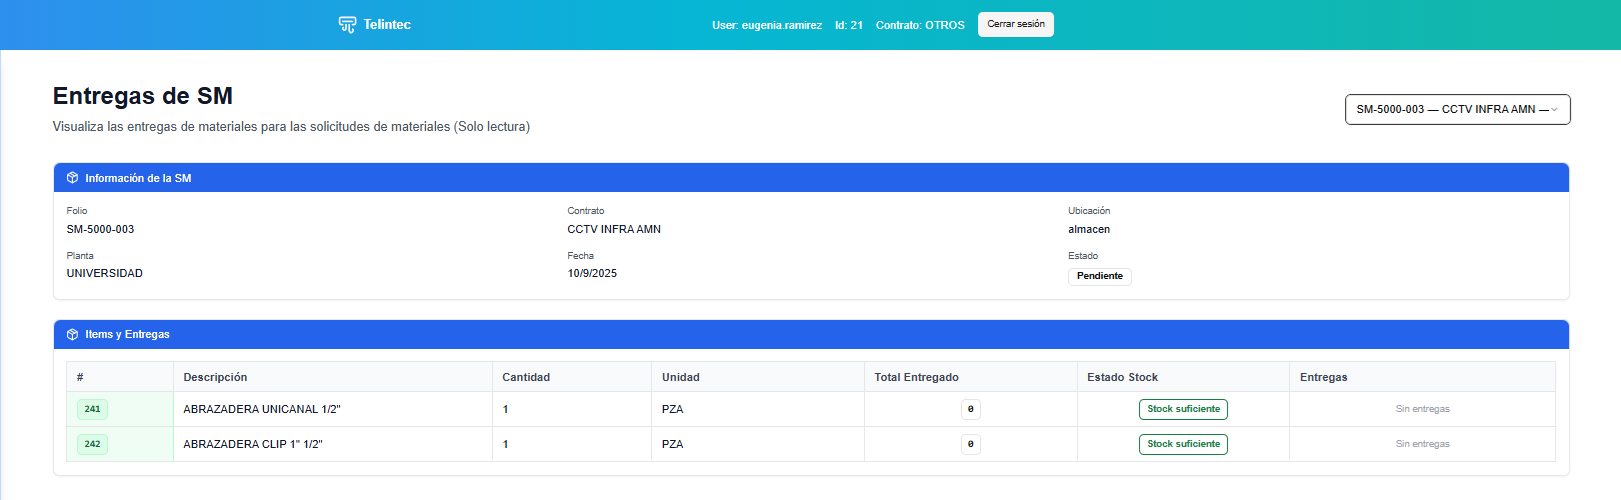 Telintec
User: eugenia.ramirez Id: 21 Contrato: OTROS Cerrar sesión
Entregas de SM
SM-5000-003 — CCTV INFRA AMN —
Visualiza las entregas de materiales para las solicitudes de materiales (Solo lectura)
Información de la SM
Folio Contrato Ubicación
SM-5000-003 CCTV INFRA AMN almacen
Planta Fecha Estado
UNIVERSIDAD 10/9/2025 Pendiente
Items y Entregas
# Descripción Cantidad Unidad Total Entregado Estado Stock Entregas
241 ABRAZADERA UNICANAL 1/2" 1 PZA 0 Stock suficiente Sin entregas
242 ABRAZADERA CLIP 1" 1/2" 1 PZA 0 Stock suficiente Sin entregas